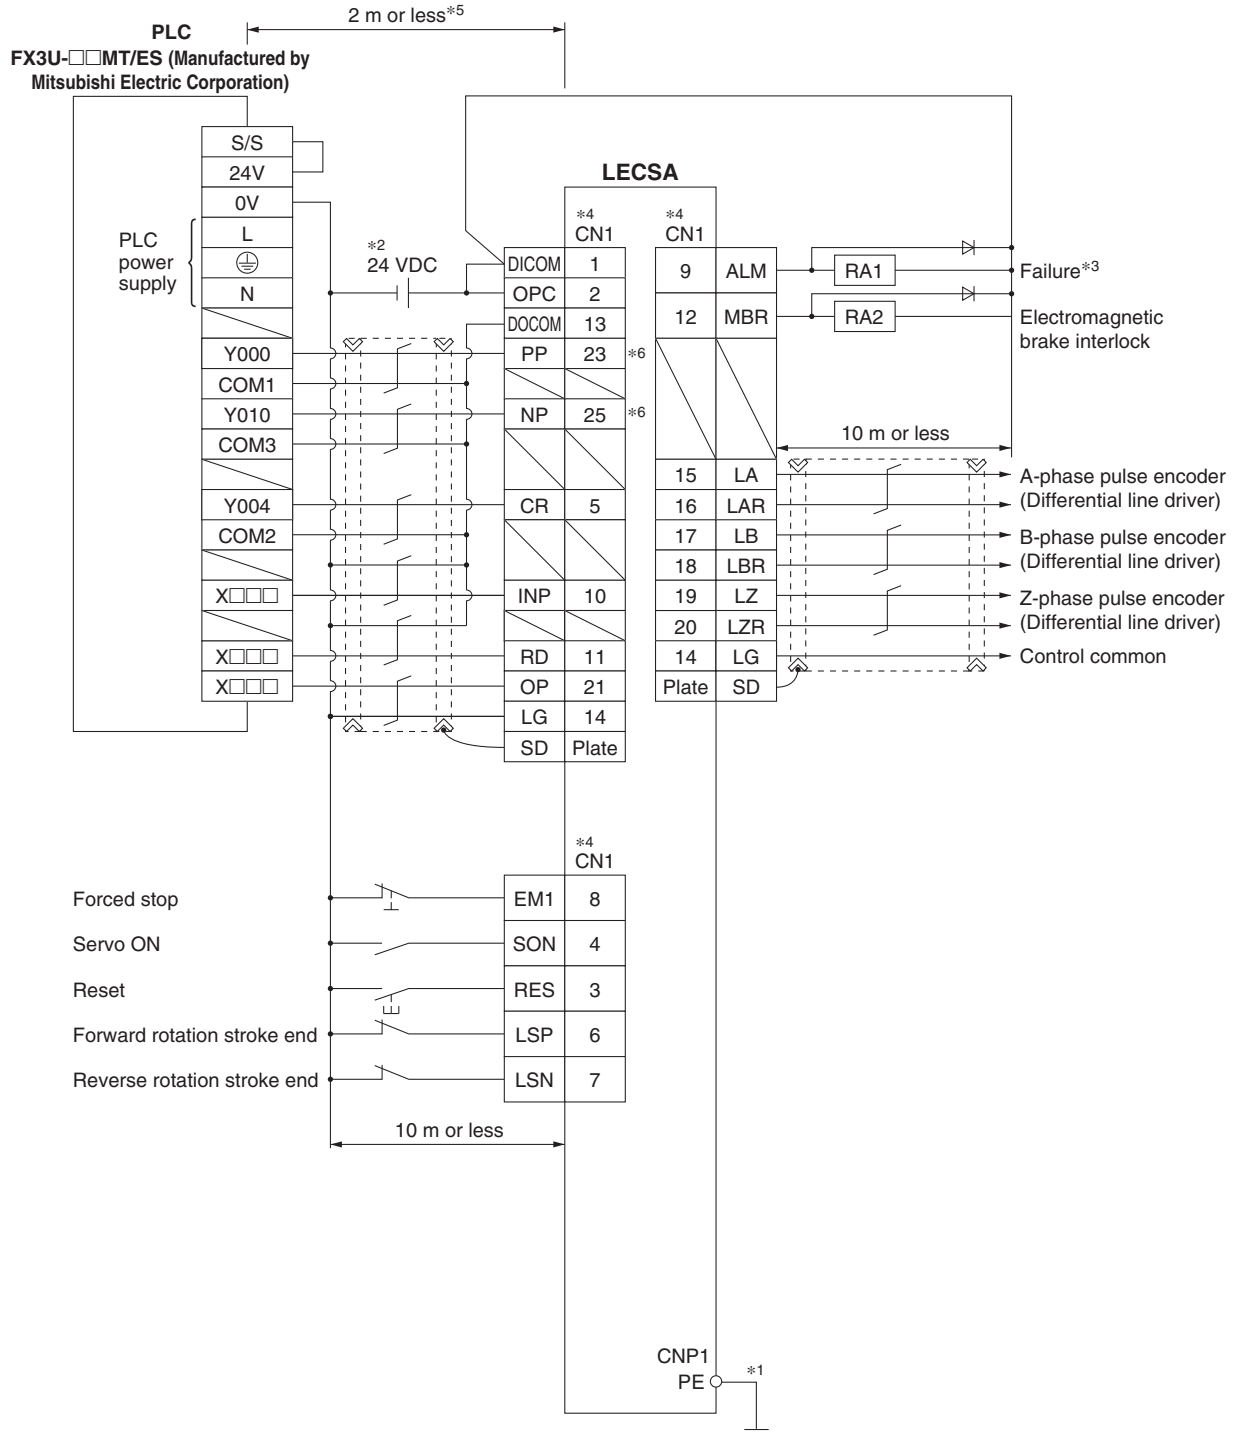 2 m or less*5
PLC
FX3U-□□MT/ES (Manufactured by
Mitsubishi Electric Corporation)
S/S
24V
0V
L
N
PLC
power
supply
Y000
COM1
Y010
COM3
Y004
COM2
X□□□
X□□□
X□□□
*2
24 VDC
LECSA
*4
CN1
DICOM 1
OPC 2
DOCOM 13
PP 23 *6
NP 25 *6
CR 5
INP 10
RD 11
OP 21
LG 14
SD Plate
*4
CN1
9 ALM
RA1
Failure*3
12 MBR
RA2
Electromagnetic
brake interlock
10 m or less
15 LA
16 LAR
17 LB
18 LBR
19 LZ
20 LZR
14 LG
Plate SD
A-phase pulse encoder
(Differential line driver)
B-phase pulse encoder
(Differential line driver)
Z-phase pulse encoder
(Differential line driver)
Control common
*4
CN1
Forced stop
EM1 8
Servo ON
SON 4
Reset
RES 3
Forward rotation stroke end
LSP 6
Reverse rotation stroke end
LSN 7
10 m or less
CNP1
PE
*1